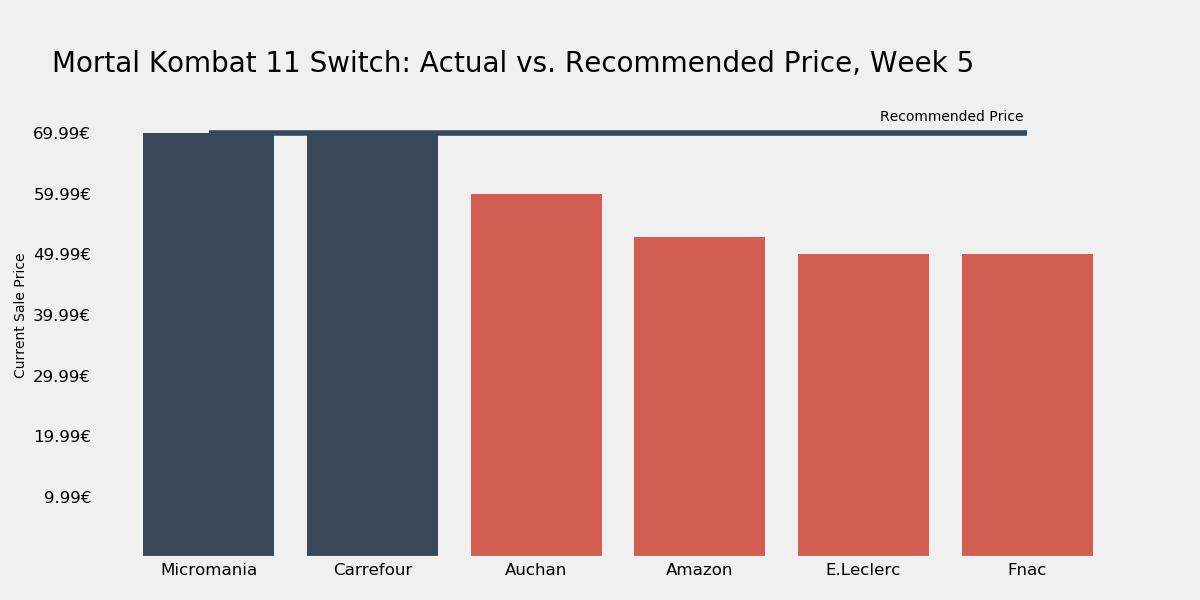 Mortal Kombat 11 Switch: Actual vs. Recommended Price, Week 5
Recommended Price
Current Sale Price
69.99€
59.99€
49.99€
39.99€
29.99€
19.99€
9.99€
Micromania
Carrefour
Auchan
Amazon
E.Leclerc
Fnac